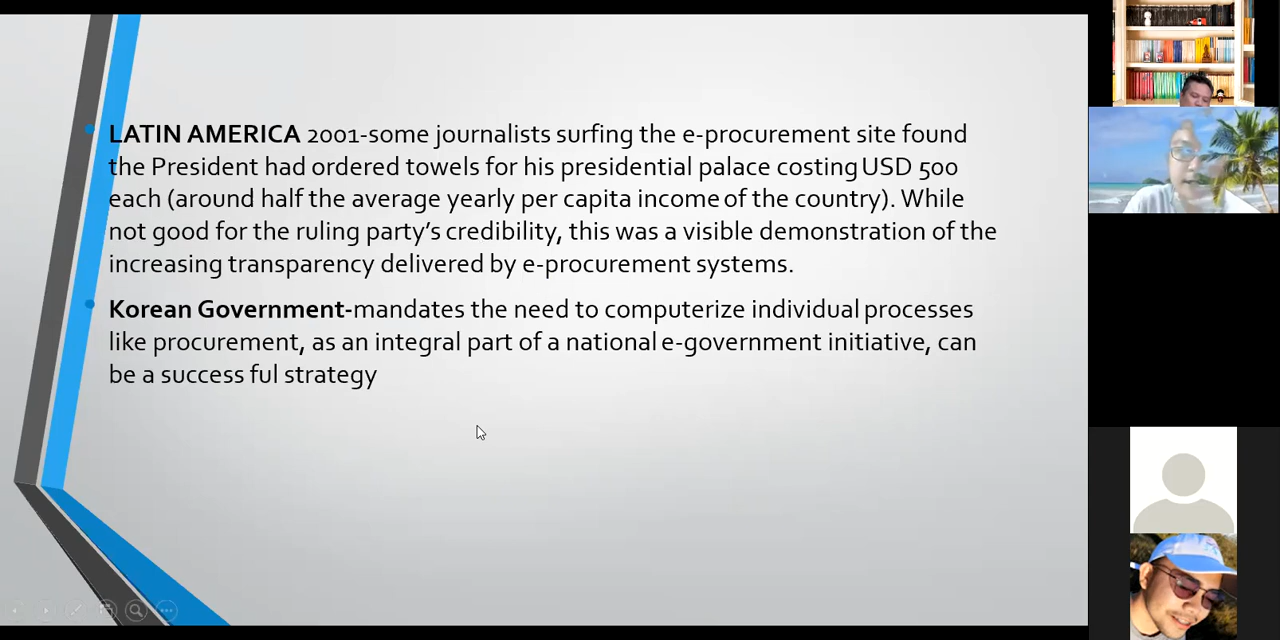 LATIN AMERICA 2001-some journalists surfing the e-procurement site found
the President had ordered towels for his presidential palace costing USD 500
each (around half the average yearly per capita income of the country). While
not good for the ruling party’s credibility, this was a visible demonstration of the
increasing transparency delivered by e-procurement systems.
Korean Government-mandates the need to computerize individual processes
like procurement, as an integral part of a national e-government initiative, can
be a success ful strategy